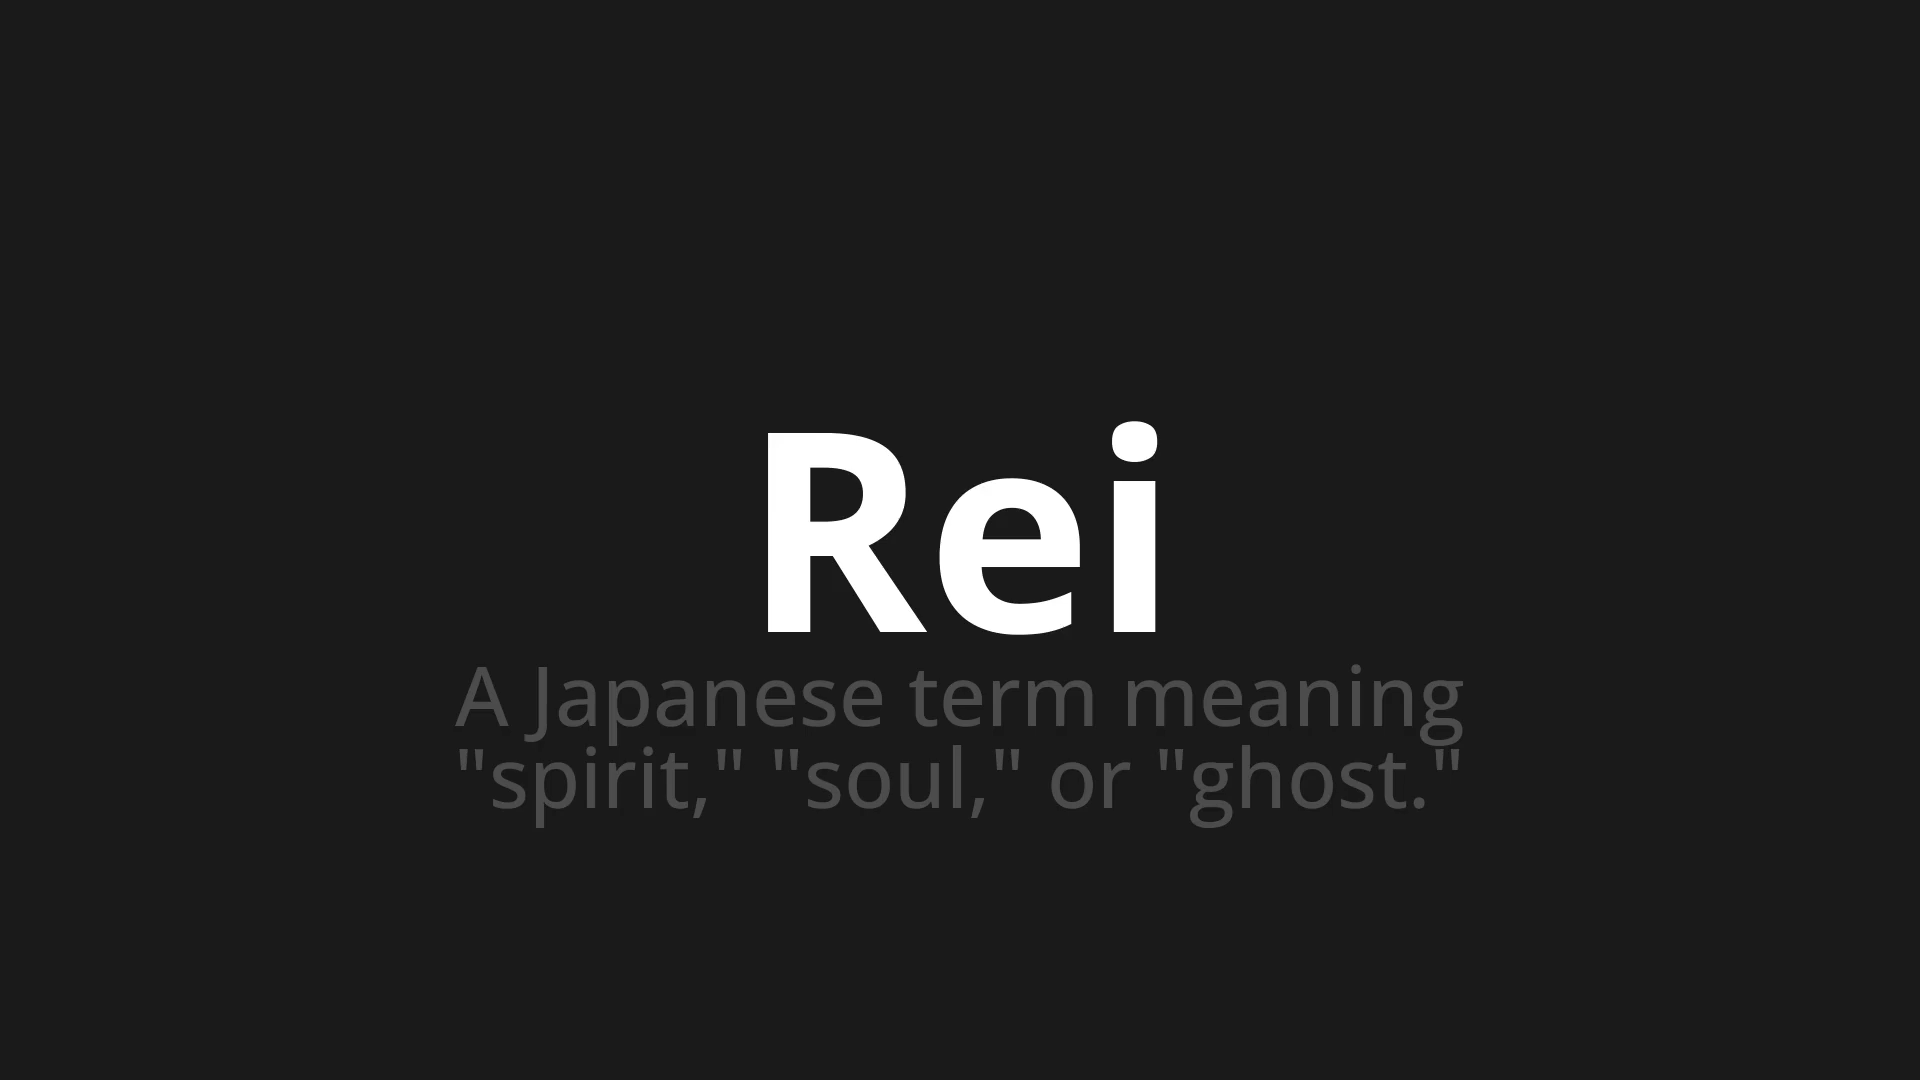 Rei
A Japanese term meaning
"spirit," "soul," or "ghost."